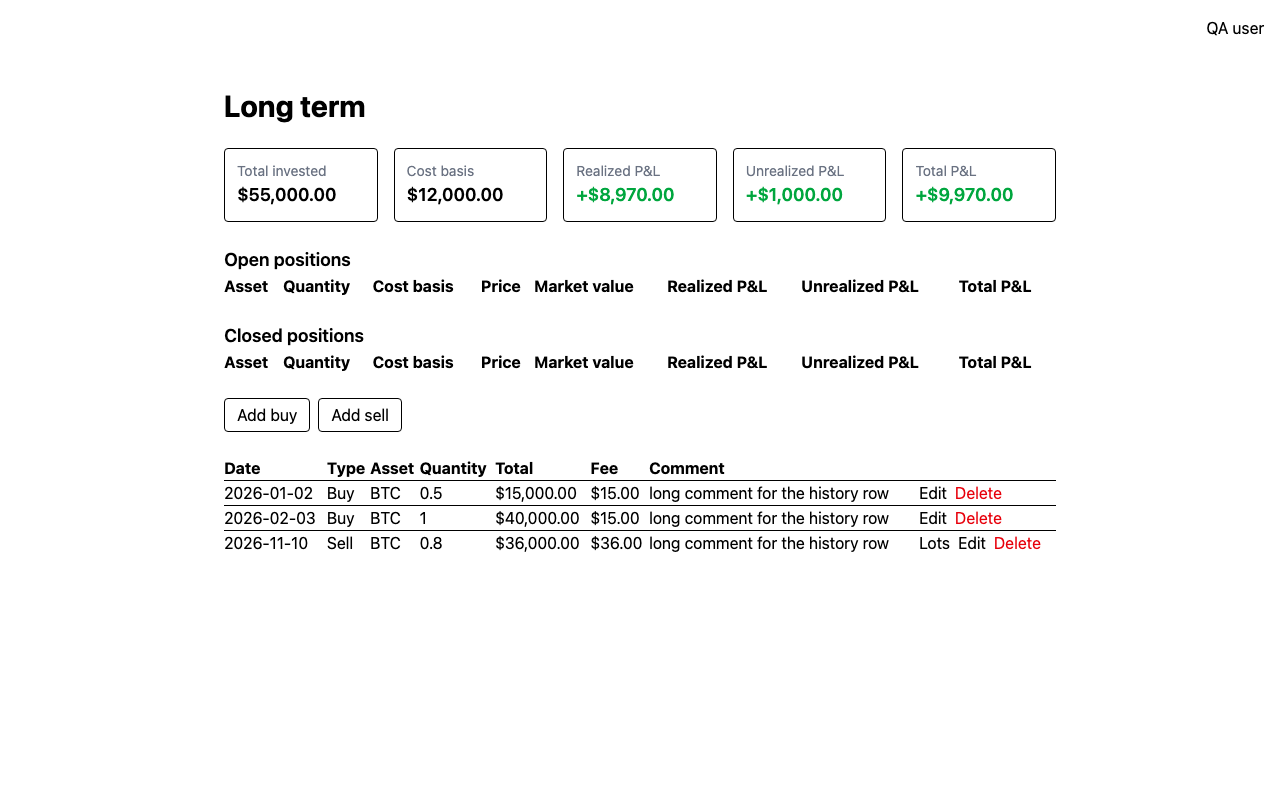 QA user
Long term
Total invested Cost basis Realized P&L Unrealized P&L Total P&L
$55,000.00 $12,000.00 +$8,970.00 +$1,000.00 +$9,970.00
Open positions
Asset Quantity Cost basis Price Market value Realized P&L Unrealized P&L Total P&L
Closed positions
Asset Quantity Cost basis Price Market value Realized P&L Unrealized P&L Total P&L
Add buy Add sell
Date Type Asset Quantity Total Fee Comment
2026-01-02 Buy BTC 0.5 $15,000.00 $15.00 long comment for the history row Edit Delete
2026-02-03 Buy BTC 1 $40,000.00 $15.00 long comment for the history row Edit Delete
2026-11-10 Sell BTC 0.8 $36,000.00 $36.00 long comment for the history row Lots Edit Delete